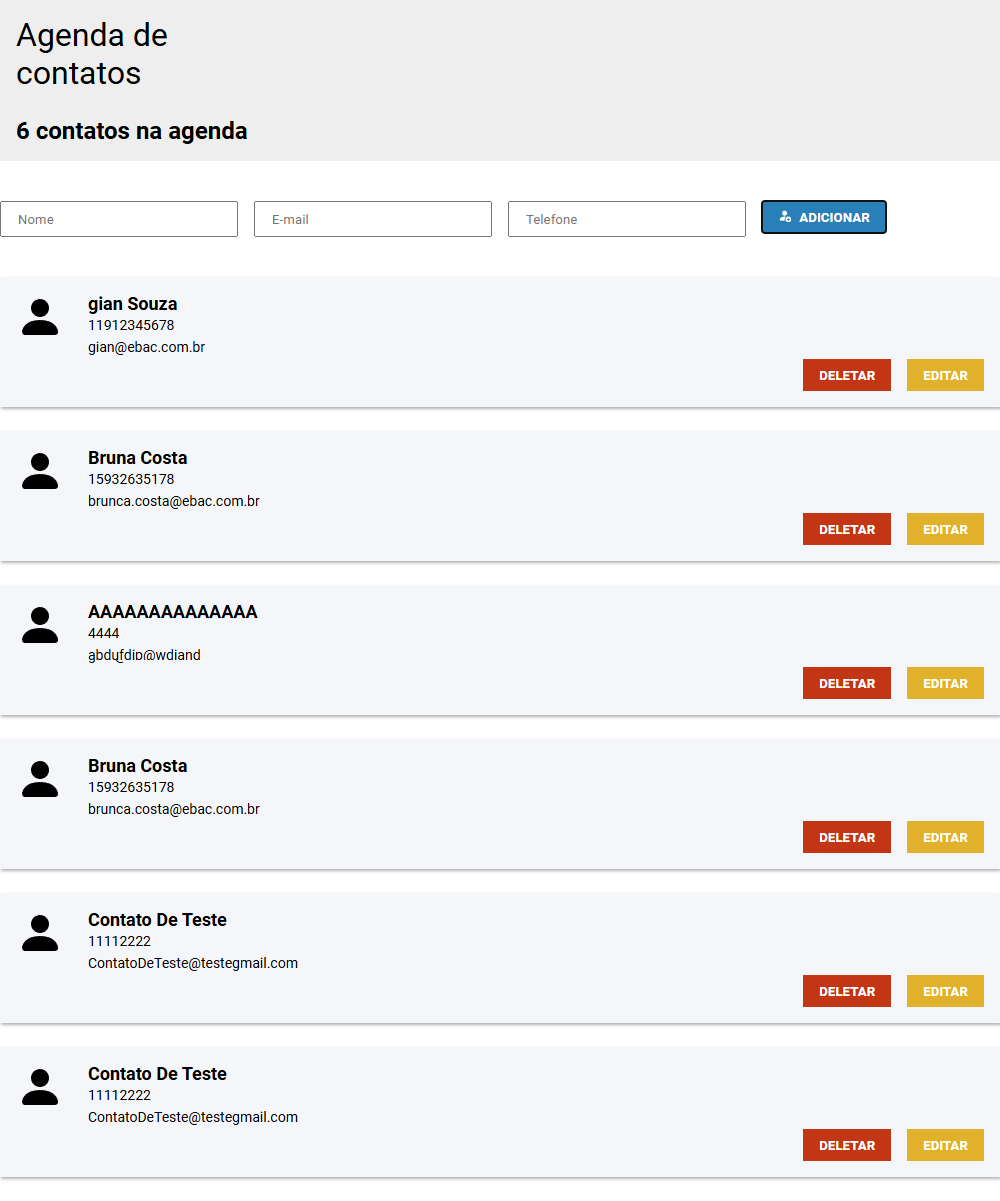 Agenda de
contatos
6 contatos na agenda
Nome
E-mail
Telefone
ADICIONAR
gian Souza
11912345678
gian@ebac.com.br
DELETAR
EDITAR
Bruna Costa
15932635178
brunca.costa@ebac.com.br
DELETAR
EDITAR
AAAAAAAAAAAAAA
4444
DELETAR
EDITAR
Bruna Costa
15932635178
brunca.costa@ebac.com.br
DELETAR
EDITAR
Contato De Teste
11112222
ContatoDeTeste@testegmail.com
DELETAR
EDITAR
Contato De Teste
11112222
ContatoDeTeste@testegmail.com
DELETAR
EDITAR